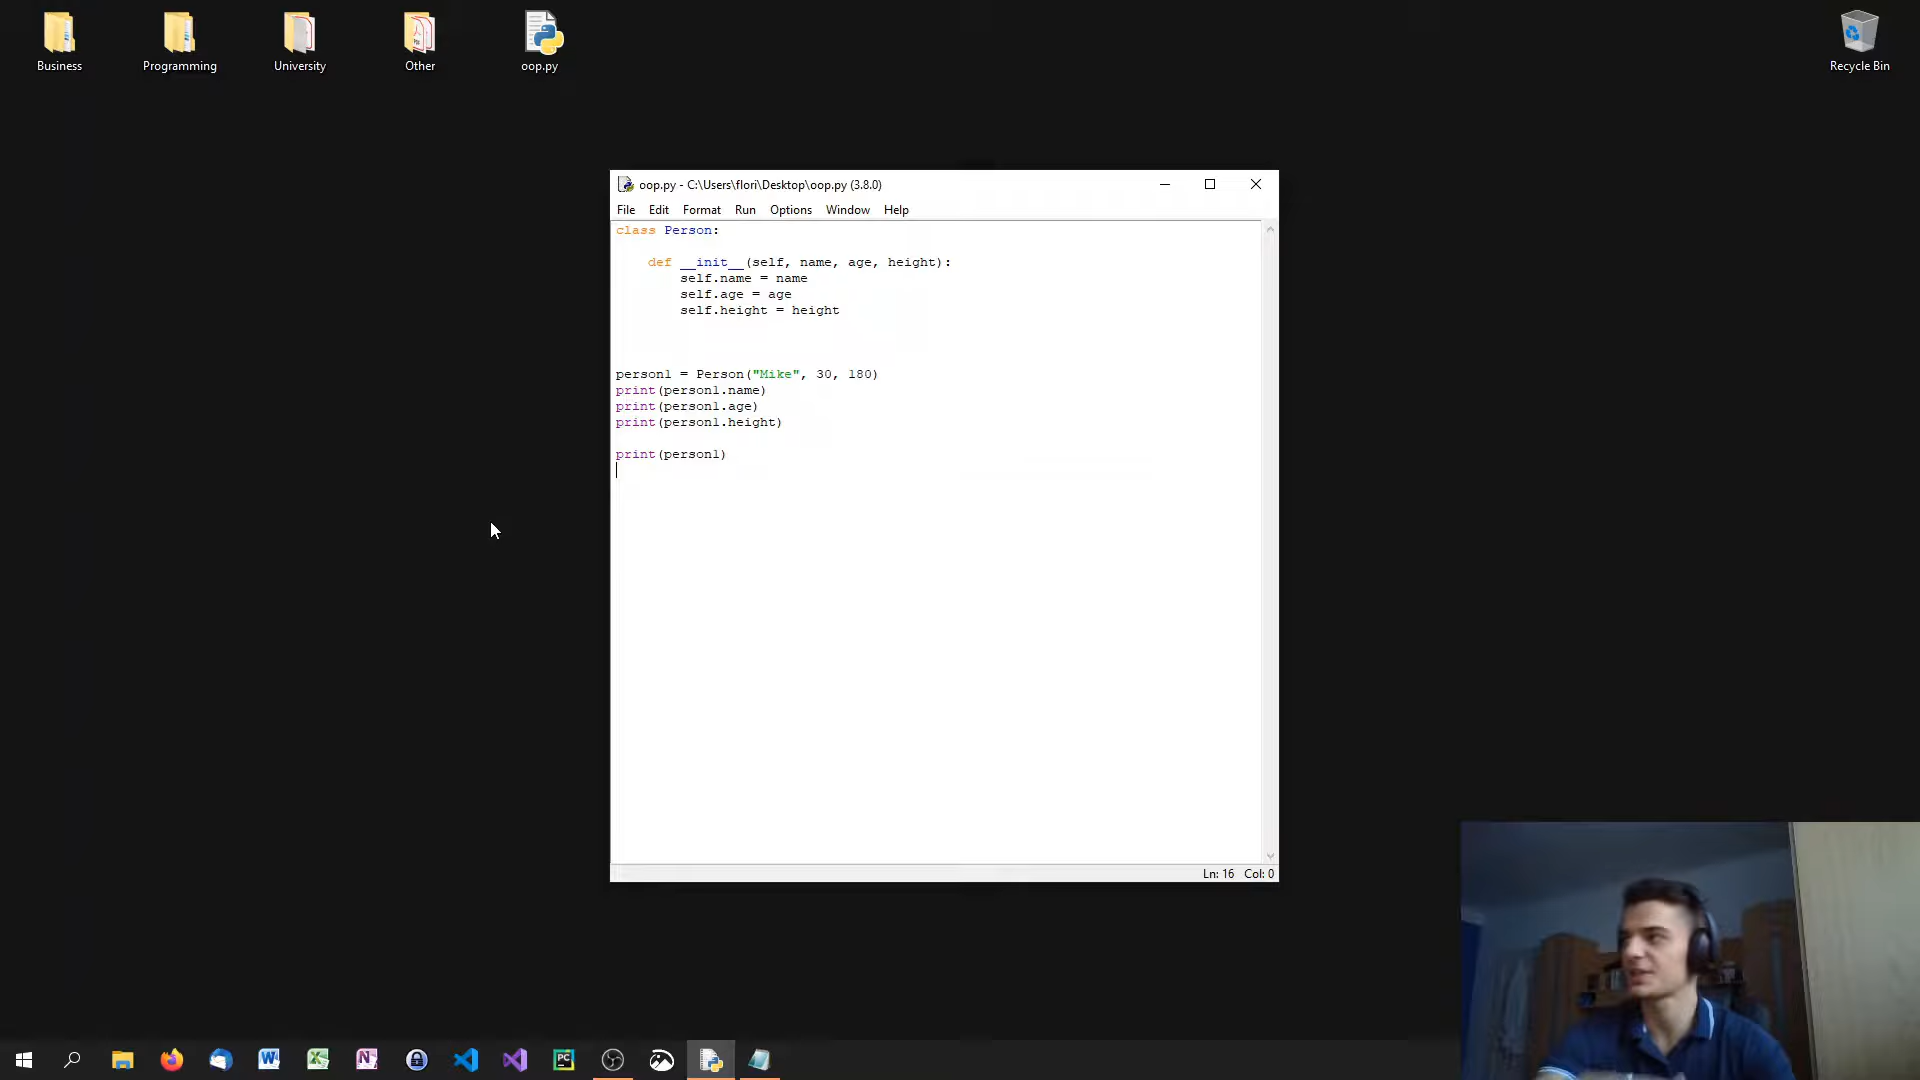 Business
Programming
University
Other
oop.py
Recycle Bin
oop.py - C:\Users\flori\Desktop\oop.py (3.8.0)
File Edit Format Run Options Window Help
class Person:
def __init__(self, name, age, height):
self.name = name
self.age = age
self.height = height
person1 = Person("Mike", 30, 180)
print(person1.name)
print(person1.age)
print(person1.height)
print(person1)
Ln: 16 Col: 0